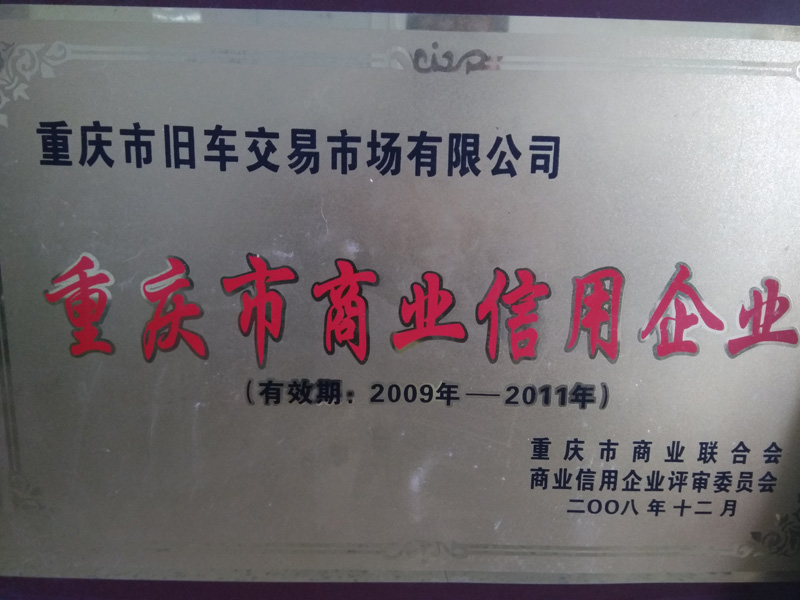 重庆市旧车交易市场有限公司
重庆市商业信用企业
（有效期：2009年—2011年）
重庆市商业联合会
商业信用企业评审委员会
二OO八年十二月